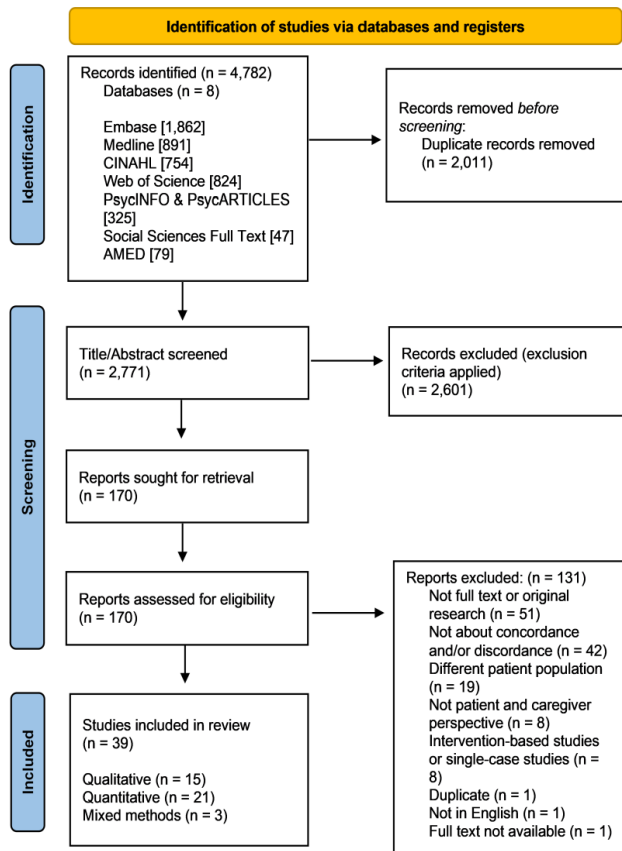 Identification of studies via databases and registers
Identification
Records identified (n = 4,782)
Databases (n = 8)
Embase [1,862]
Medline [891]
CINAHL [754]
Web of Science [824]
PsycINFO & PsycARTICLES
[325]
Social Sciences Full Text [47]
AMED [79]
Records removed before
screening:
Duplicate records removed
(n = 2,011)
Screening
Title/Abstract screened
(n = 2,771)
Records excluded (exclusion
criteria applied)
(n = 2,601)
Reports sought for retrieval
(n = 170)
Reports assessed for eligibility
(n = 170)
Reports excluded: (n = 131)
Not full text or original
research (n = 51)
Not about concordance
and/or discordance (n = 42)
Different patient population
(n = 19)
Not patient and caregiver
perspective (n = 8)
Intervention-based studies
or single-case studies (n =
8)
Duplicate (n = 1)
Not in English (n = 1)
Full text not available (n = 1)
Included
Studies included in review
(n = 39)
Qualitative (n = 15)
Quantitative (n = 21)
Mixed methods (n = 3)